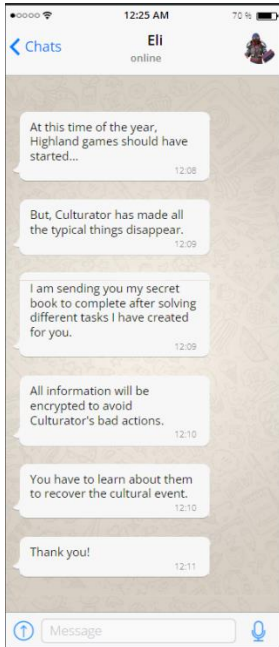 12:25 AM
70 %
Chats
Eli
online
At this time of the year,
Highland games should have
started...
12:08
But, Culturator has made all
the typical things disappear.
12:09
I am sending you my secret
book to complete after solving
different tasks I have created
for you.
12:09
All information will be
encrypted to avoid
Culturator's bad actions.
12:10
You have to learn about them
to recover the cultural event.
12:10
Thank you!
12:11
Message